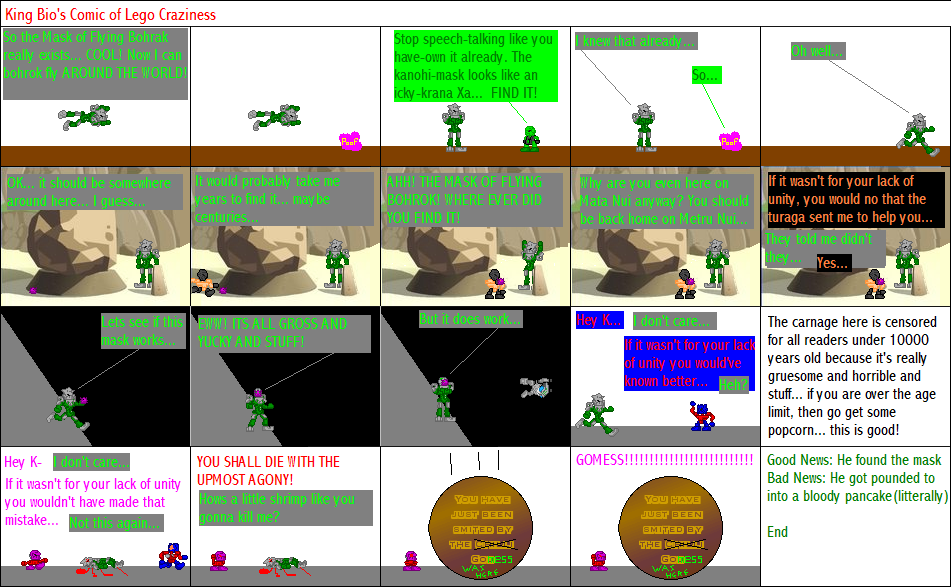 King Bio's Comic of Lego Craziness
So the Mask of Flying Bohrak
really exists... COOL! Now I can
bohrok fly AROUND THE WORLD!
Poof
Stop speech-talking like you
have-own it already. The
kanohi-mask looks like an
icky-krana Xa... FIND IT!
I knew that already...
So...
Poof
Oh well...
OK... it should be somewhere
around here... I guess...
It would probably take me
years to find it... maybe
centuries...
AHH! THE MASK OF FLYING
BOHROK! WHERE EVER DID
YOU FIND IT!
Why are you even here on
Mata Nui anyway? You should
be back home on Metru Nui...
If it wasn't for your lack of
unity, you would no that the
turaga sent me to help you...
They told me didn't
they...
Yes...
Lets see if this
mask works...
EWW! ITS ALL GROSS AND
YUCKY AND STUFF!
But it does work...
Hey K...
I don't care...
If it wasn't for your lack
of unity you would've
known better...
Heh?
The carnage here is censored
for all readers under 10000
years old because it's really
gruesome and horrible and
stuff... if you are over the age
limit, then go get some
popcorn... this is good!
Hey K-
I don't care...
If it wasn't for your lack of unity
you wouldn't have made that
mistake...
Not this again...
YOU SHALL DIE WITH THE
UPMOST AGONY!
Hows a little shrimp like you
gonna kill me?
YOU HAVE
JUST BEEN
SMITED BY
THE
GOMESS
WAS
HERE
GOMESS!!!!!!!!!!!!!!!!!!!!!!!!!!
YOU HAVE
JUST BEEN
SMITED BY
THE
GOMESS
WAS
HERE
Good News: He found the mask
Bad News: He got pounded to
into a bloody pancake(litterally)
End